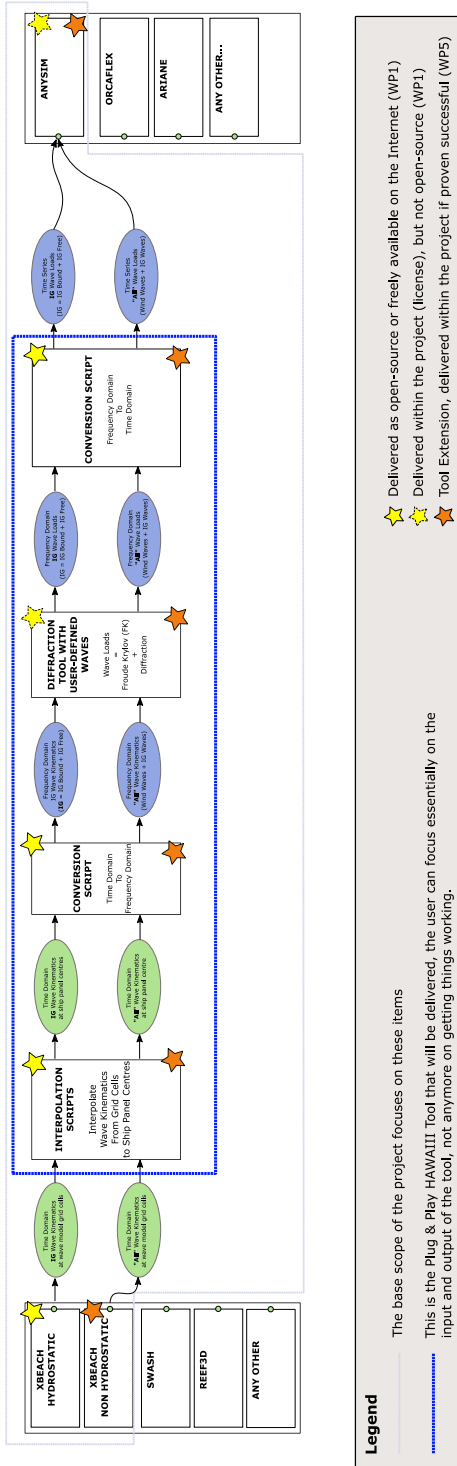 XBEACH
HYDROSTATIC
XBEACH
NON HYDROSTATIC
SWASH
REEF3D
ANY OTHER
Time Domain
IG Wave Kinematics
at wave model grid cells
Time Domain
"All" Wave Kinematics
at wave model grid cells
INTERPOLATION
SCRIPTS
Interpolate
Wave Kinematics
From Grid Cells
to Ship Panel Centres
Time Domain
IG Wave Kinematics
at ship panel centres
Time Domain
"All" Wave Kinematics
at ship panel centre
CONVERSION
SCRIPT
Time Domain
To
Frequency Domain
Frequency Domain
IG Wave Kinematics
(IG = IG Bound + IG Free)
Frequency Domain
"All" Wave Kinematics
(Wind Waves + IG Waves)
DIFFRACTION
TOOL WITH
USER-DEFINED
WAVES
Wave Loads
=
Froude Krylov (FK)
+
Diffraction
Frequency Domain
IG Wave Loads
(IG = IG Bound + IG Free)
Frequency Domain
"All" Wave Loads
(Wind Waves + IG Waves)
CONVERSION SCRIPT
Frequency Domain
To
Time Domain
Time Series
IG Wave Loads
(IG = IG Bound + IG Free)
Time Series
"All" Wave Loads
(Wind Waves + IG Waves)
ANYSIM
ORCAFLEX
ARIANE
ANY OTHER...
Legend
The base scope of the project focuses on these items
This is the Plug & Play HAWAIII Tool that will be delivered, the user can focus essentially on the
input and output of the tool, not anymore on getting things working.
Delivered as open-source or freely available on the Internet (WP1)
Delivered within the project (license), but not open-source (WP1)
Tool Extension, delivered within the project if proven successful (WP5)